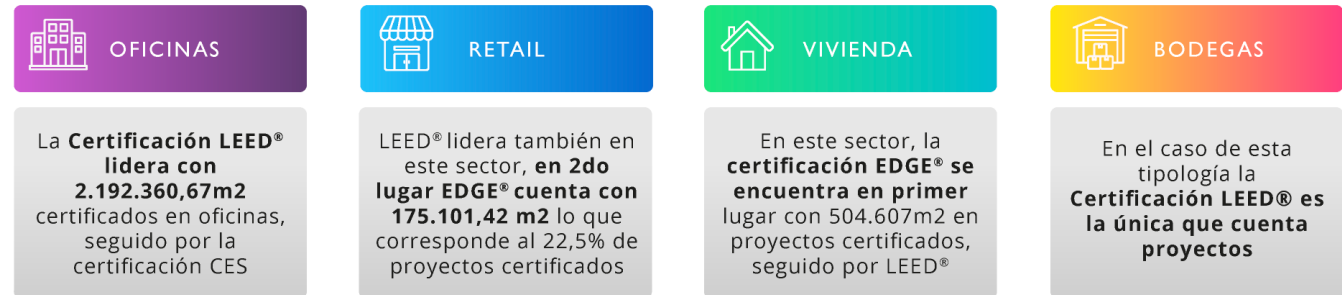 OFICINAS
La Certificación LEED®
lidera con
2.192.360,67m2
certificados en oficinas,
seguido por la
certificación CES
RETAIL
LEED® lidera también en
este sector, en 2do
lugar EDGE® cuenta con
175.101,42 m2 lo que
corresponde al 22,5% de
proyectos certificados
VIVIENDA
En este sector, la
certificación EDGE® se
encuentra en primer
lugar con 504.607m2 en
proyectos certificados,
seguido por LEED®
BODEGAS
En el caso de esta
tipología la
Certificación LEED® es
la única que cuenta
proyectos